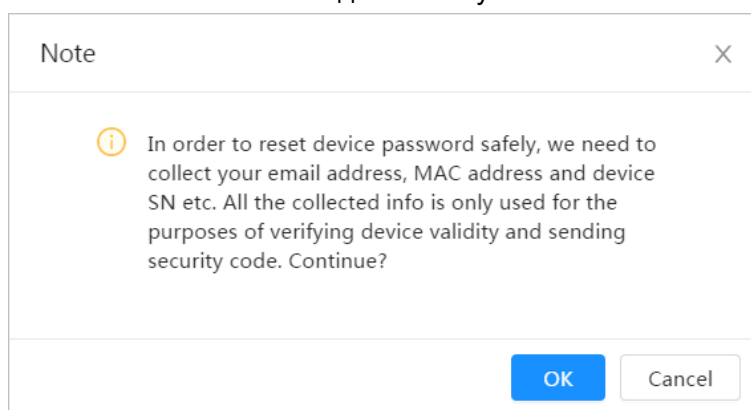 Note
In order to reset device password safely, we need to
collect your email address, MAC address and device
SN etc. All the collected info is only used for the
purposes of verifying device validity and sending
security code. Continue?
OK Cancel